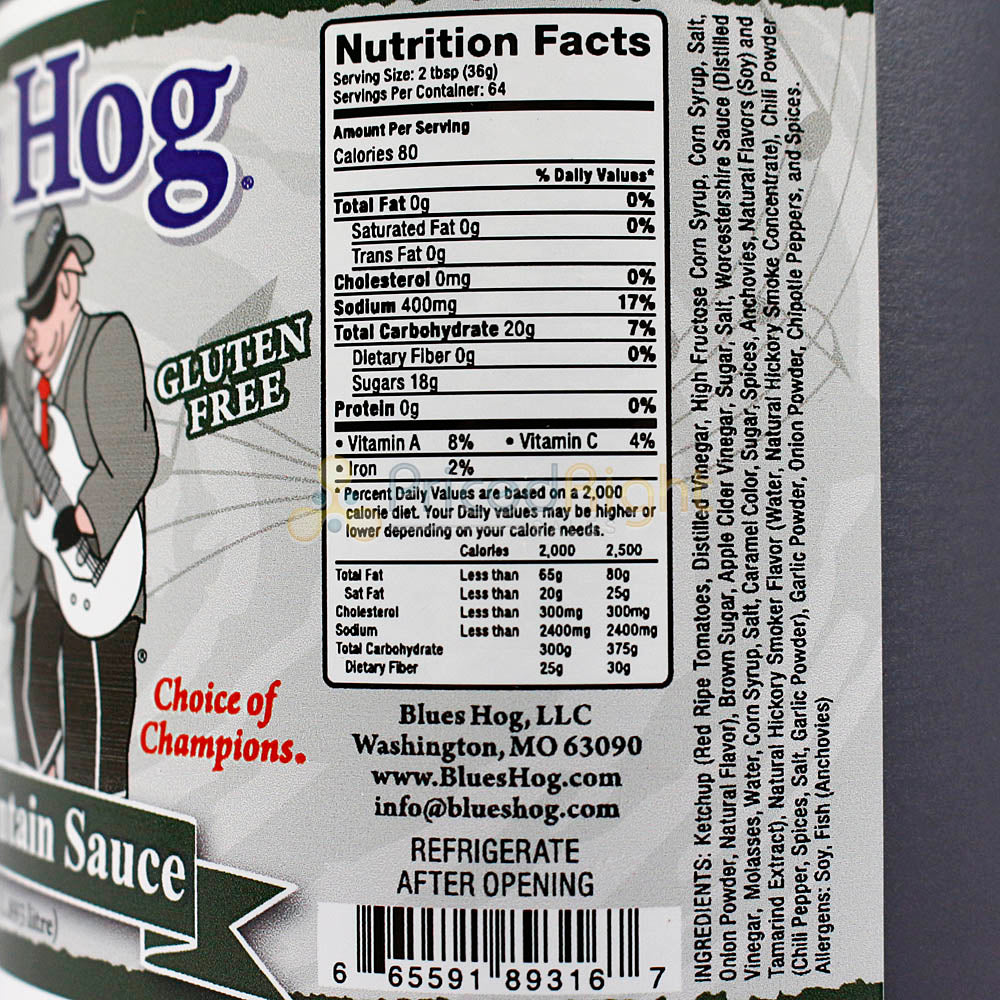 Hog®
GLUTEN
FREE
®
Choice of
Champions.
tain Sauce
litre)
Nutrition Facts
Serving Size: 2 tbsp (36g)
Servings Per Container: 64
Amount Per Serving
Calories 80
% Daily Values*
Total Fat 0g 0%
Saturated Fat 0g 0%
Trans Fat 0g
Cholesterol 0mg 0%
Sodium 400mg 17%
Total Carbohydrate 20g 7%
Dietary Fiber 0g 0%
Sugars 18g
Protein 0g 0%
• Vitamin A 8% • Vitamin C 4%
• Iron 2%
PricedRight
* Percent Daily Values are based on a 2,000
calorie diet. Your Daily values may be higher or
lower depending on your calorie needs.
Calories 2,000 2,500
Total Fat Less than 65g 80g
Sat Fat Less than 20g 25g
Cholesterol Less than 300mg 300mg
Sodium Less than 2400mg 2400mg
Total Carbohydrate 300g 375g
Dietary Fiber 25g 30g
Blues Hog, LLC
Washington, MO 63090
www.BluesHog.com
info@blueshog.com
REFRIGERATE
AFTER OPENING
6 65591 89316 7
INGREDIENTS: Ketchup (Red Ripe Tomatoes, Distilled Vinegar, High Fructose Corn Syrup, Corn Syrup, Salt,
Onion Powder, Natural Flavor), Brown Sugar, Apple Cider Vinegar, Sugar, Salt, Worcestershire Sauce (Distilled
Vinegar, Molasses, Water, Corn Syrup, Salt, Caramel Color, Sugar, Spices, Anchovies, Natural Flavors (Soy) and
Tamarind Extract), Natural Hickory Smoker Flavor (Water, Natural Hickory Smoke Concentrate), Chili Powder
(Chili Pepper, Spices, Salt, Garlic Powder), Garlic Powder, Onion Powder, Chipotle Peppers, and Spices.
Allergens: Soy, Fish (Anchovies)